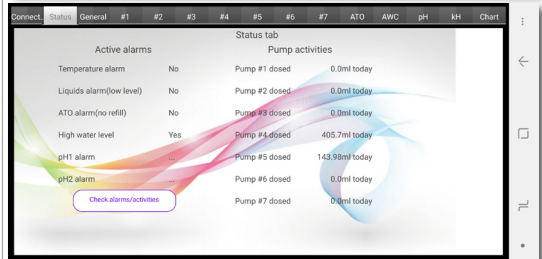 Connect. Status General #1 #2 #3 #4 #5 #6 #7 ATO AWC pH kH Chart
Status tab
Active alarms Pump activities
Temperature alarm No Pump #1 dosed 0.0ml today
Liquids alarm(low level) No Pump #2 dosed 0.0ml today
ATO alarm(no refill) No Pump #3 dosed 0.0ml today
High water level Yes Pump #4 dosed 405.7ml today
pH1 alarm ... Pump #5 dosed 143.98ml today
pH2 alarm ... Pump #6 dosed 0.0ml today
Check alarms/activities Pump #7 dosed 0.0ml today